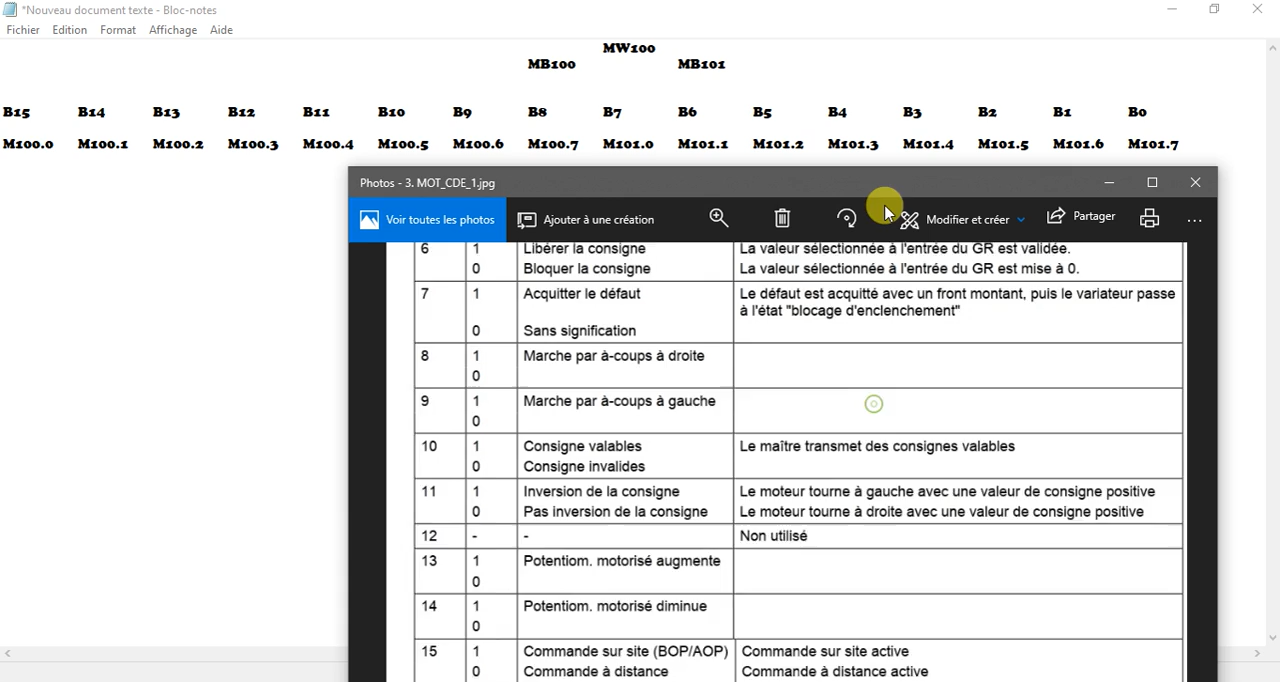 *Nouveau document texte - Bloc-notes
Fichier Edition Format Affichage Aide
MW100
MB100 MB101
B15 B14 B13 B12 B11 B10 B9 B8 B7 B6 B5 B4 B3 B2 B1 B0
M100.0 M100.1 M100.2 M100.3 M100.4 M100.5 M100.6 M100.7 M101.0 M101.1 M101.2 M101.3 M101.4 M101.5 M101.6 M101.7
Photos - 3. MOT_CDE_1.jpg
Voir toutes les photos Ajouter à une création Modifier et créer Partager
6 1 Libérer la consigne La valeur sélectionnée à l'entrée du GR est validée.
0 Bloquer la consigne La valeur sélectionnée à l'entrée du GR est mise à 0.
7 1 Acquitter le défaut Le défaut est acquitté avec un front montant, puis le variateur passe
à l'état "blocage d'enclenchement"
0 Sans signification
8 1 Marche par à-coups à droite
0
9 1 Marche par à-coups à gauche
0
10 1 Consigne valables Le maître transmet des consignes valables
0 Consigne invalides
11 1 Inversion de la consigne Le moteur tourne à gauche avec une valeur de consigne positive
0 Pas inversion de la consigne Le moteur tourne à droite avec une valeur de consigne positive
12 - - Non utilisé
13 1 Potentiom. motorisé augmente
0
14 1 Potentiom. motorisé diminue
0
15 1 Commande sur site (BOP/AOP) Commande sur site active
0 Commande à distance Commande à distance active